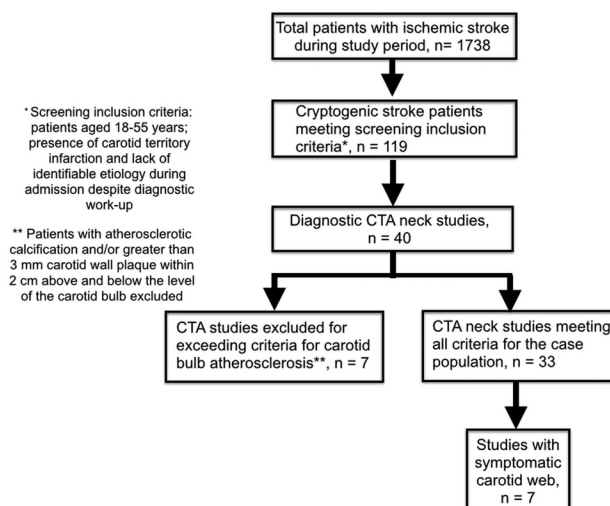 Total patients with ischemic stroke
during study period, n= 1738
* Screening inclusion criteria:
patients aged 18-55 years;
presence of carotid territory
infarction and lack of
identifiable etiology during
admission despite diagnostic
work-up
Cryptogenic stroke patients
meeting screening inclusion
criteria*, n = 119
** Patients with atherosclerotic
calcification and/or greater than
3 mm carotid wall plaque within
2 cm above and below the level
of the carotid bulb excluded
Diagnostic CTA neck studies,
n = 40
CTA studies excluded for
exceeding criteria for carotid
bulb atherosclerosis**, n = 7
CTA neck studies meeting
all criteria for the case
population, n = 33
Studies with
symptomatic
carotid web,
n = 7